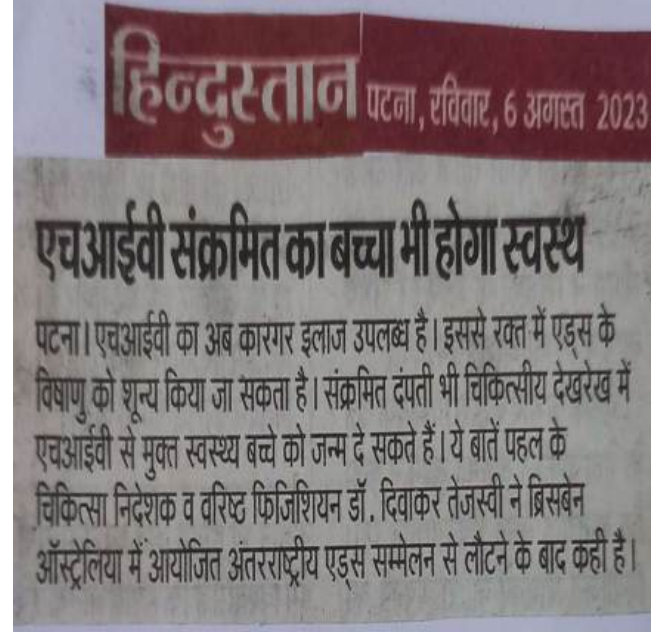 हिन्दुस्तान पटना, रविवार, 6 अगस्त 2023
एचआईवी संक्रमित का बच्चा भी होगा स्वस्थ
पटना। एचआईवी का अब कारगर इलाज उपलब्ध है। इससे रक्त में एड्स के
विषाणु को शून्य किया जा सकता है। संक्रमित दंपती भी चिकित्सीय देखरेख में
एचआईवी से मुक्त स्वस्थ्य बच्चे को जन्म दे सकते हैं। ये बातें पहल के
चिकित्सा निदेशक व वरिष्ट फिजिशियन डॉ. दिवाकर तेजस्वी ने ब्रिसबेन
ऑस्ट्रेलिया में आयोजित अंतरराष्ट्रीय एड्स सम्मेलन से लौटने के बाद कही है।